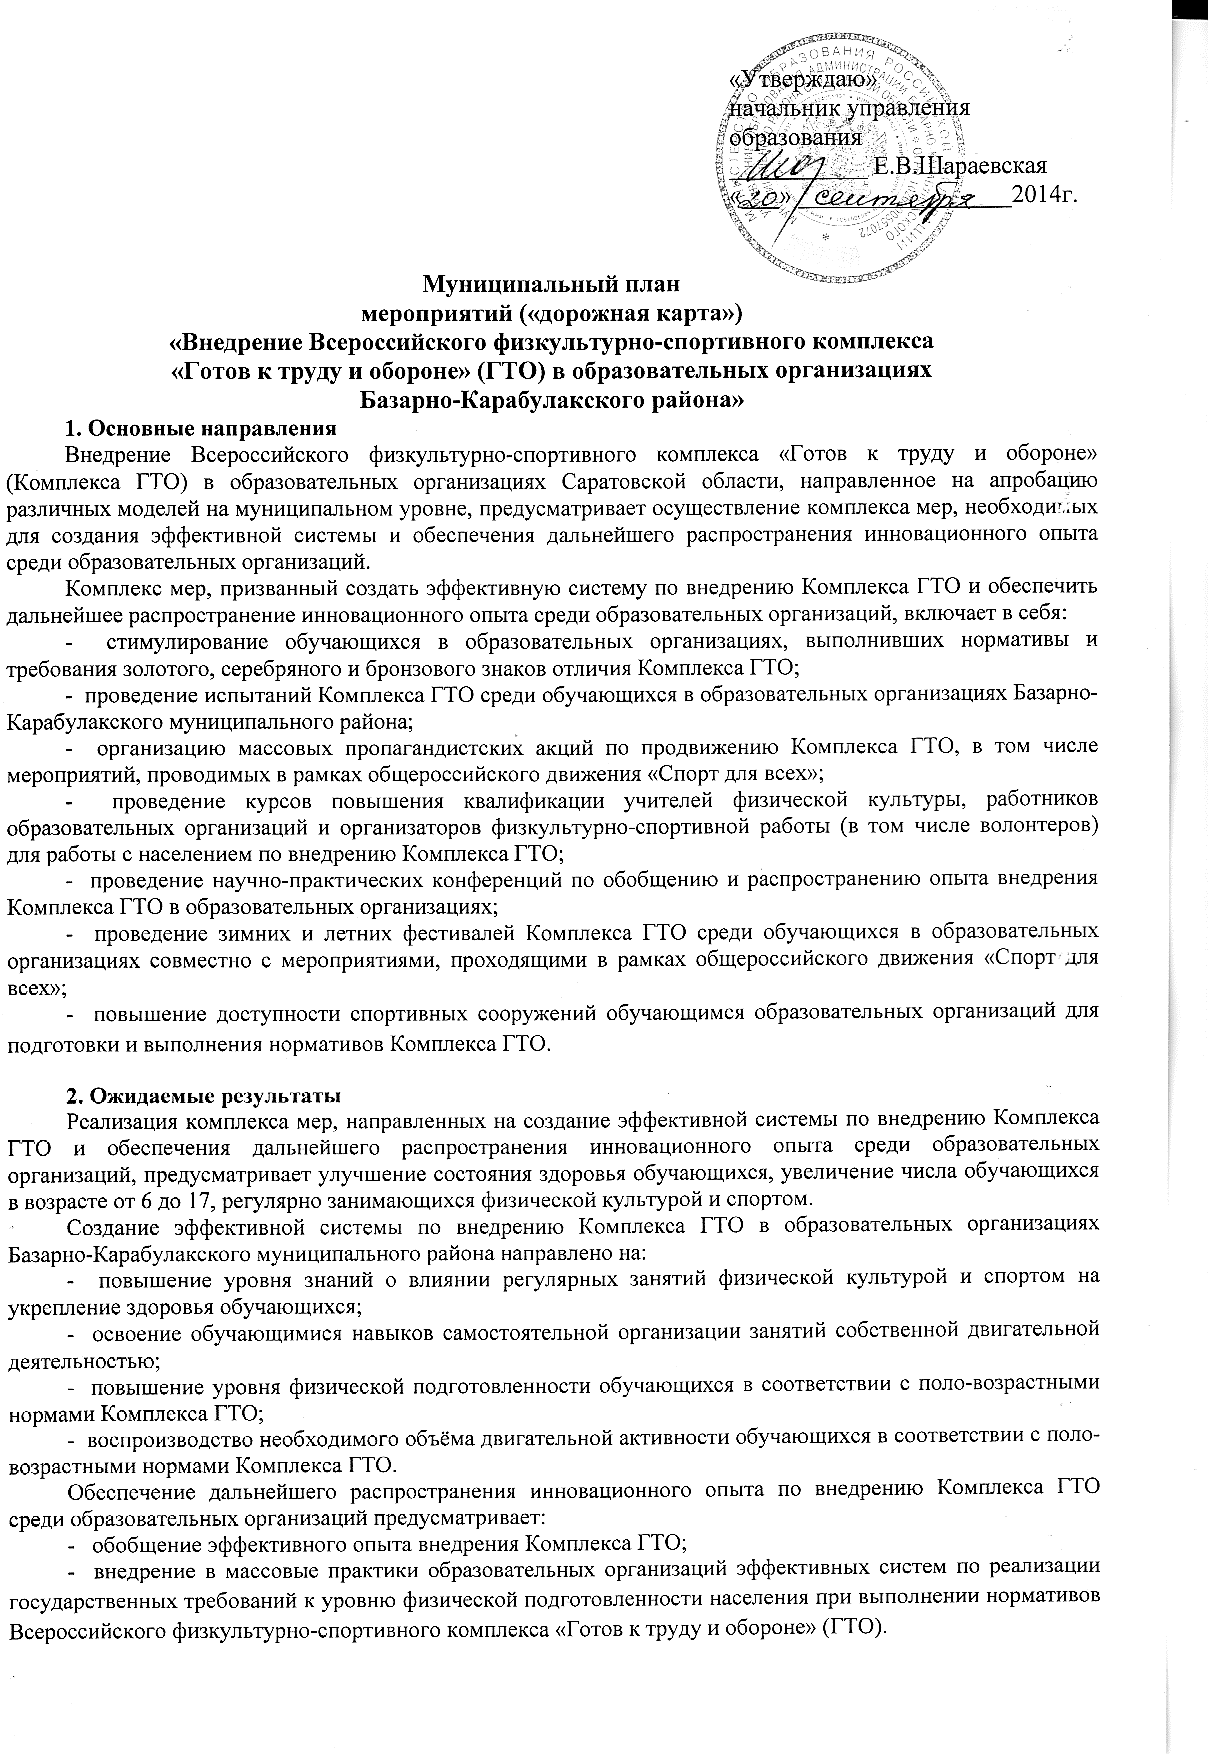 «Утверждаю»
начальник управления
образования
Е.В.Шараевская
«20» сентября 2014г.
Муниципальный план
мероприятий («дорожная карта»)
«Внедрение Всероссийского физкультурно-спортивного комплекса
«Готов к труду и обороне» (ГТО) в образовательных организациях
Базарно-Карабулакского района»
1. Основные направления
Внедрение Всероссийского физкультурно-спортивного комплекса «Готов к труду и обороне»
(Комплекса ГТО) в образовательных организациях Саратовской области, направленное на апробацию
различных моделей на муниципальном уровне, предусматривает осуществление комплекса мер, необходимых
для создания эффективной системы и обеспечения дальнейшего распространения инновационного опыта
среди образовательных организаций.
Комплекс мер, призванный создать эффективную систему по внедрению Комплекса ГТО и обеспечить
дальнейшее распространение инновационного опыта среди образовательных организаций, включает в себя:
- стимулирование обучающихся в образовательных организациях, выполнивших нормативы и
требования золотого, серебряного и бронзового знаков отличия Комплекса ГТО;
- проведение испытаний Комплекса ГТО среди обучающихся в образовательных организациях Базарно-
Карабулакского муниципального района;
- организацию массовых пропагандистских акций по продвижению Комплекса ГТО, в том числе
мероприятий, проводимых в рамках общероссийского движения «Спорт для всех»;
- проведение курсов повышения квалификации учителей физической культуры, работников
образовательных организаций и организаторов физкультурно-спортивной работы (в том числе волонтеров)
для работы с населением по внедрению Комплекса ГТО;
- проведение научно-практических конференций по обобщению и распространению опыта внедрения
Комплекса ГТО в образовательных организациях;
- проведение зимних и летних фестивалей Комплекса ГТО среди обучающихся в образовательных
организациях совместно с мероприятиями, проходящими в рамках общероссийского движения «Спорт для
всех»;
- повышение доступности спортивных сооружений обучающимся образовательных организаций для
подготовки и выполнения нормативов Комплекса ГТО.
2. Ожидаемые результаты
Реализация комплекса мер, направленных на создание эффективной системы по внедрению Комплекса
ГТО и обеспечения дальнейшего распространения инновационного опыта среди образовательных
организаций, предусматривает улучшение состояния здоровья обучающихся, увеличение числа обучающихся
в возрасте от 6 до 17, регулярно занимающихся физической культурой и спортом.
Создание эффективной системы по внедрению Комплекса ГТО в образовательных организациях
Базарно-Карабулакского муниципального района направлено на:
- повышение уровня знаний о влиянии регулярных занятий физической культурой и спортом на
укрепление здоровья обучающихся;
- освоение обучающимися навыков самостоятельной организации занятий собственной двигательной
деятельностью;
- повышение уровня физической подготовленности обучающихся в соответствии с поло-возрастными
нормами Комплекса ГТО;
- воспроизводство необходимого объёма двигательной активности обучающихся в соответствии с поло-
возрастными нормами Комплекса ГТО.
Обеспечение дальнейшего распространения инновационного опыта по внедрению Комплекса ГТО
среди образовательных организаций предусматривает:
- обобщение эффективного опыта внедрения Комплекса ГТО;
- внедрение в массовые практики образовательных организаций эффективных систем по реализации
государственных требований к уровню физической подготовленности населения при выполнении нормативов
Всероссийского физкультурно-спортивного комплекса «Готов к труду и обороне» (ГТО).